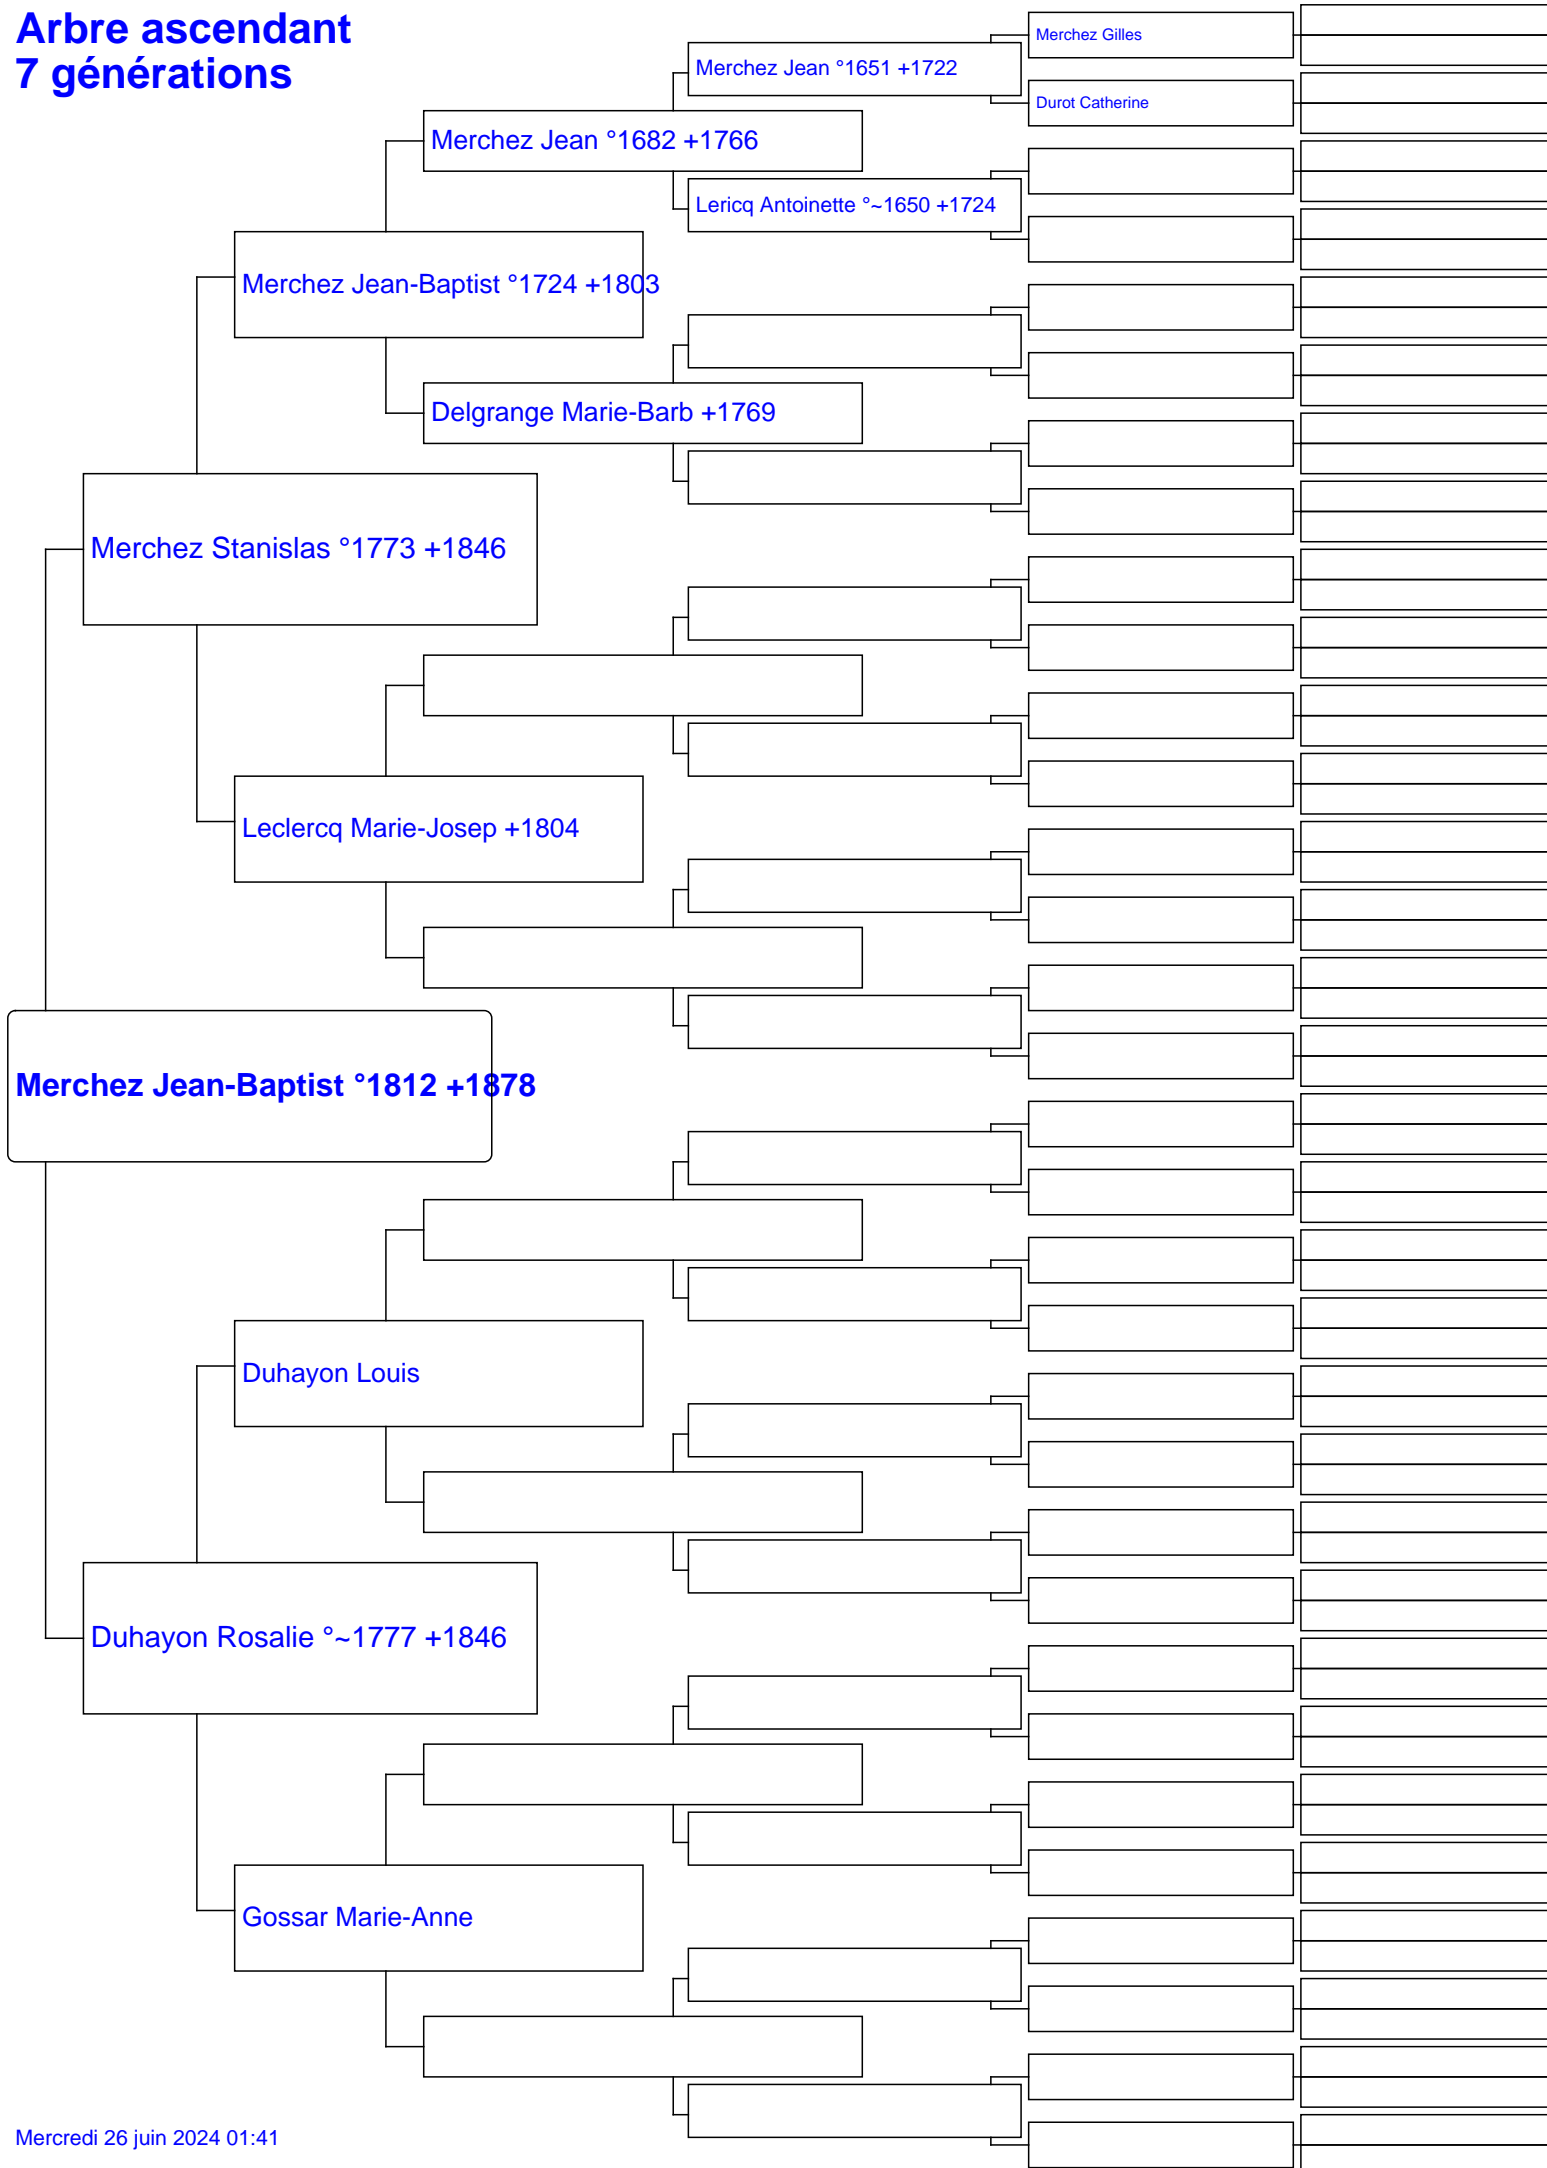 Arbre ascendant
7 générations
Merchez Gilles
Merchez Jean °1651 +1722
Durot Catherine
Merchez Jean °1682 +1766
Lericq Antoinette °~1650 +1724
Merchez Jean-Baptist °1724 +1803
Delgrange Marie-Barb +1769
Merchez Stanislas °1773 +1846
Leclercq Marie-Josep +1804
Merchez Jean-Baptist °1812 +1878
Duhayon Louis
Duhayon Rosalie °~1777 +1846
Gossar Marie-Anne
Mercredi 26 juin 2024 01:41